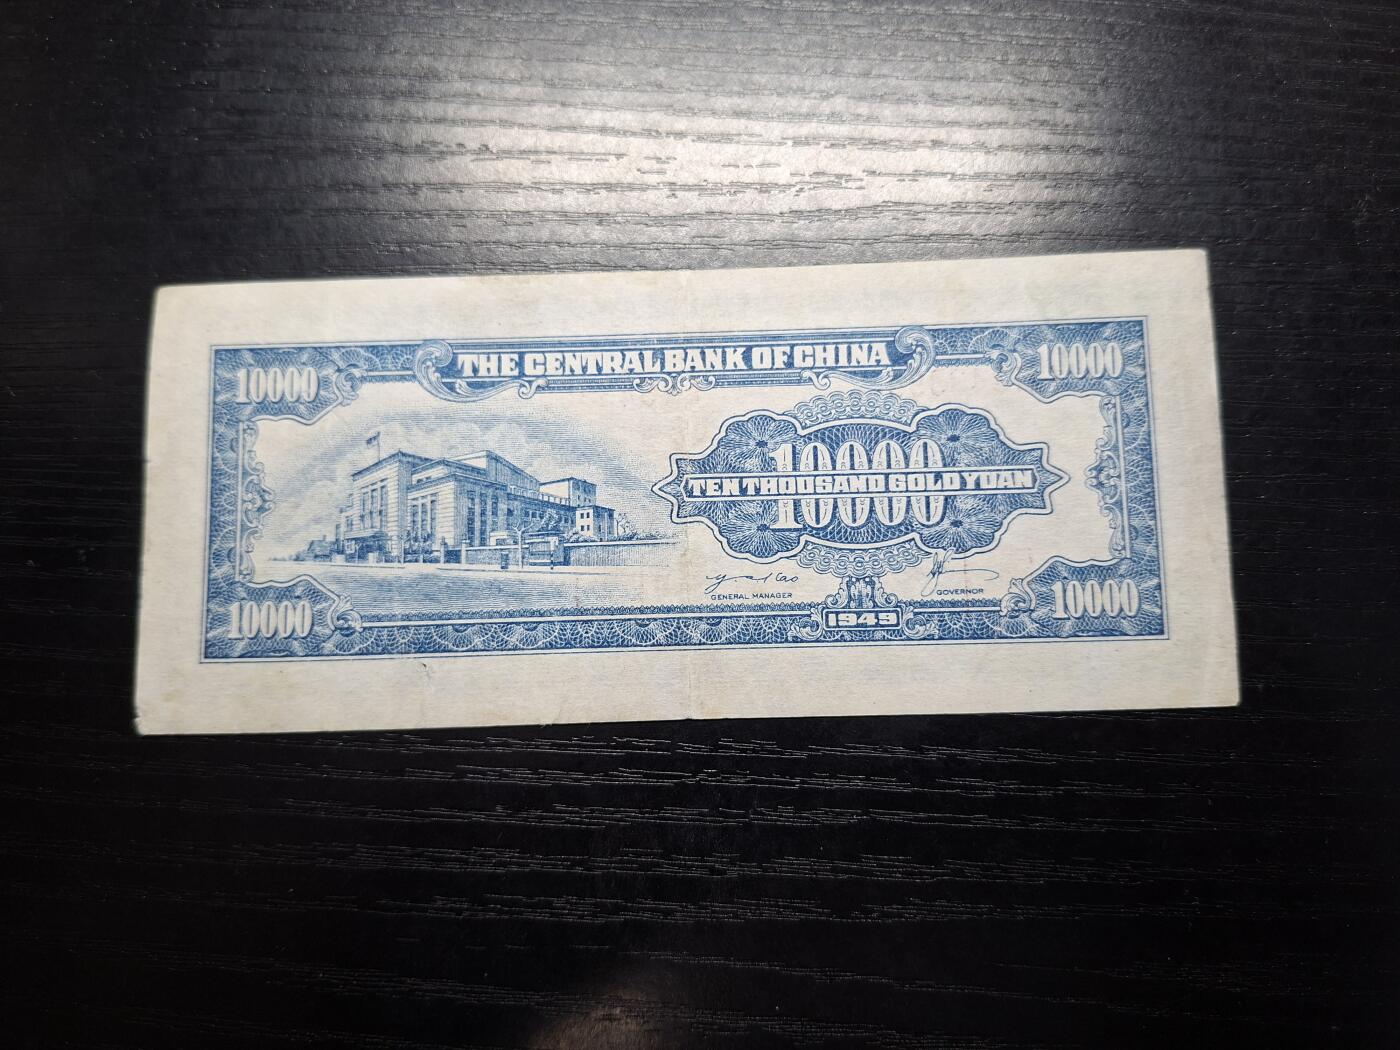 THE CENTRAL BANK OF CHINA
10000
10000
10000
TEN THOUSAND GOLD YUAN
GENERAL MANAGER
GOVERNOR
10000
1949
10000